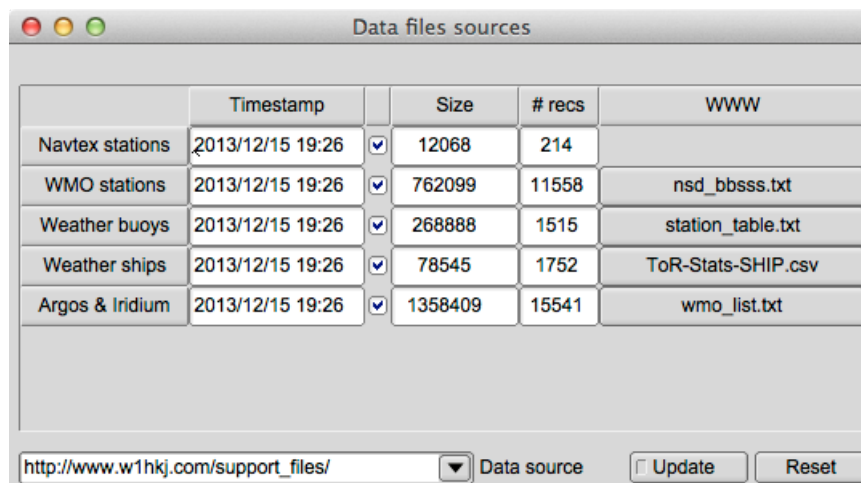 Data files sources
Timestamp Size # recs WWW
Navtex stations 2013/12/15 19:26 12068 214
WMO stations 2013/12/15 19:26 762099 11558 nsd_bbsss.txt
Weather buoys 2013/12/15 19:26 268888 1515 station_table.txt
Weather ships 2013/12/15 19:26 78545 1752 ToR-Stats-SHIP.csv
Argos & Iridium 2013/12/15 19:26 1358409 15541 wmo_list.txt
http://www.w1hkj.com/support_files/ Data source Update Reset